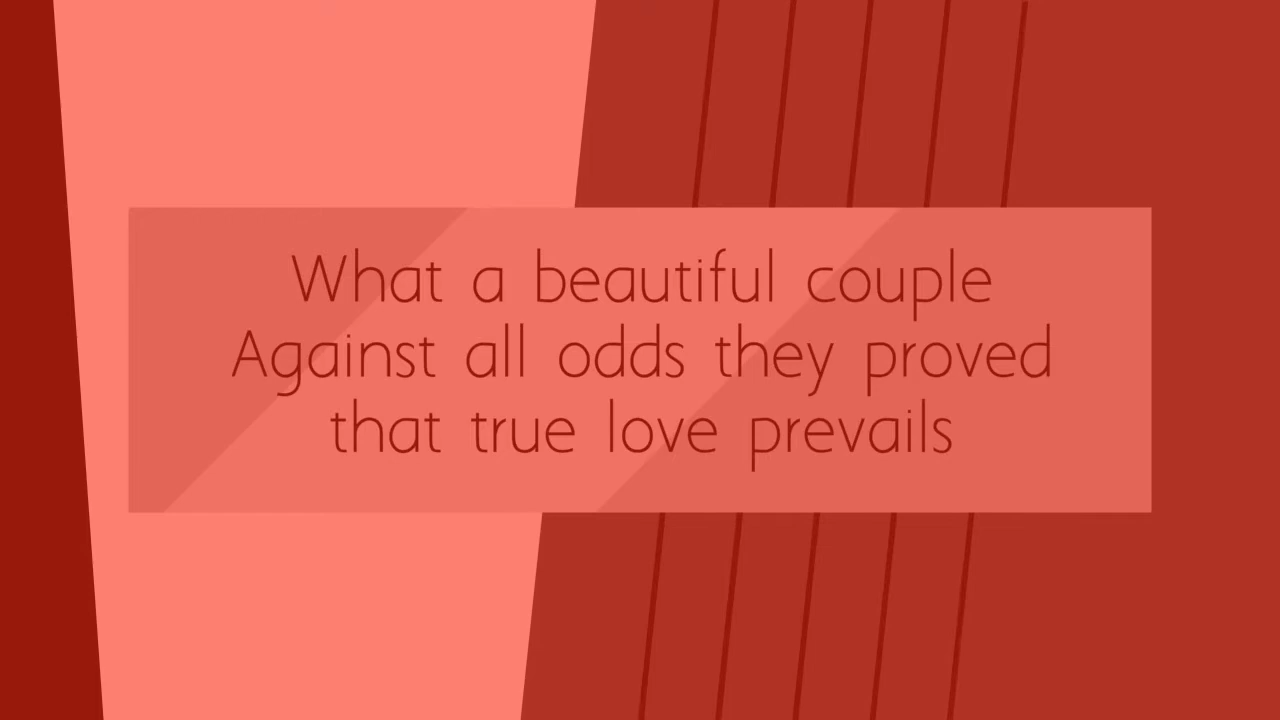 What a beautiful couple
Against all odds they proved
that true love prevails